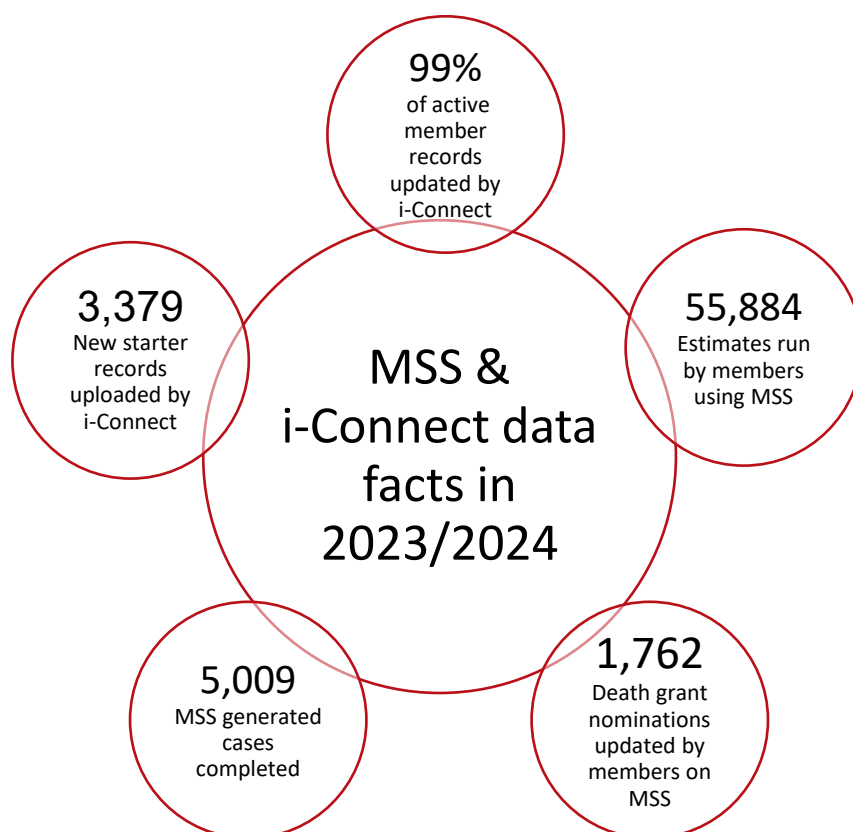 99%
of active
member
records
updated by
i-Connect
3,379
New starter
records
uploaded by
i-Connect
55,884
Estimates run
by members
using MSS
MSS &
i-Connect data
facts in
2023/2024
5,009
MSS generated
cases
completed
1,762
Death grant
nominations
updated by
members on
MSS